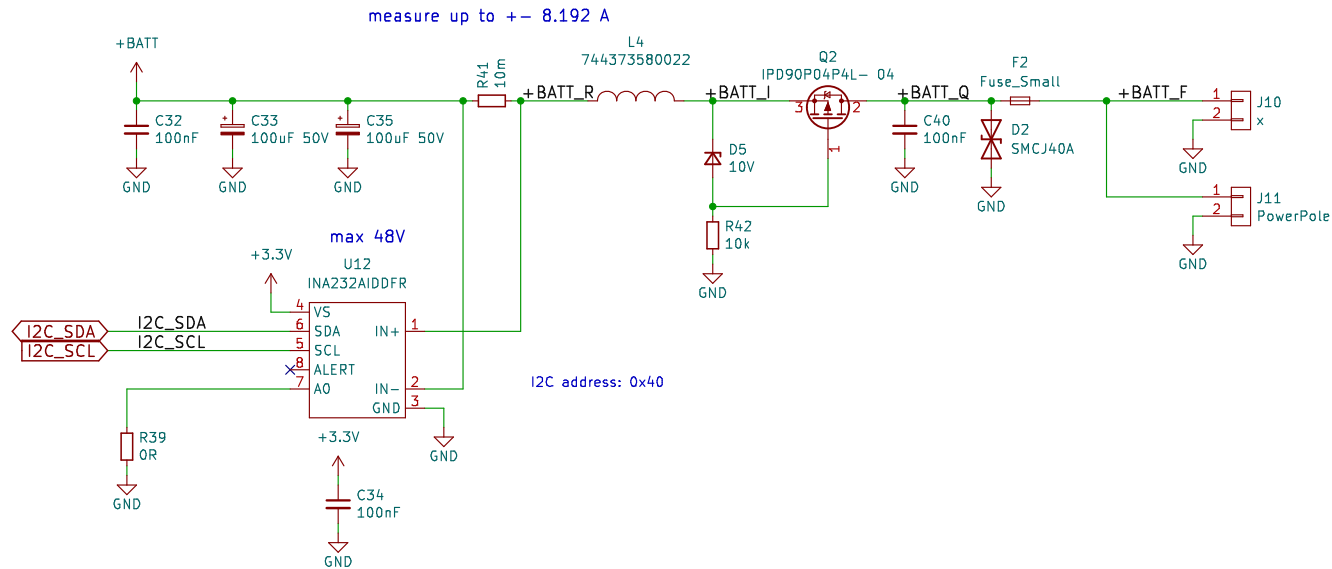 measure up to +- 8.192 A
+BATT
C32
100nF
GND
+
C33
100uF 50V
GND
+
C35
100uF 50V
GND
R41
10m
+BATT_R
L4
744373580022
+BATT_I
Q2
IPD90P04P4L- 04
3
2
1
D5
10V
R42
10k
GND
+BATT_Q
C40
100nF
GND
D2
SMCJ40A
GND
F2
Fuse_Small
+BATT_F
1
2
J10
x
GND
1
2
J11
PowerPole
GND
max 48V
+3.3V
U12
INA232AIDDFR
4
VS
I2C_SDA
I2C_SDA
6
SDA
IN+
1
I2C_SCL
I2C_SCL
5
SCL
8
ALERT
7
A0
IN-
2
GND
3
GND
I2C address: 0x40
R39
0R
GND
+3.3V
C34
100nF
GND